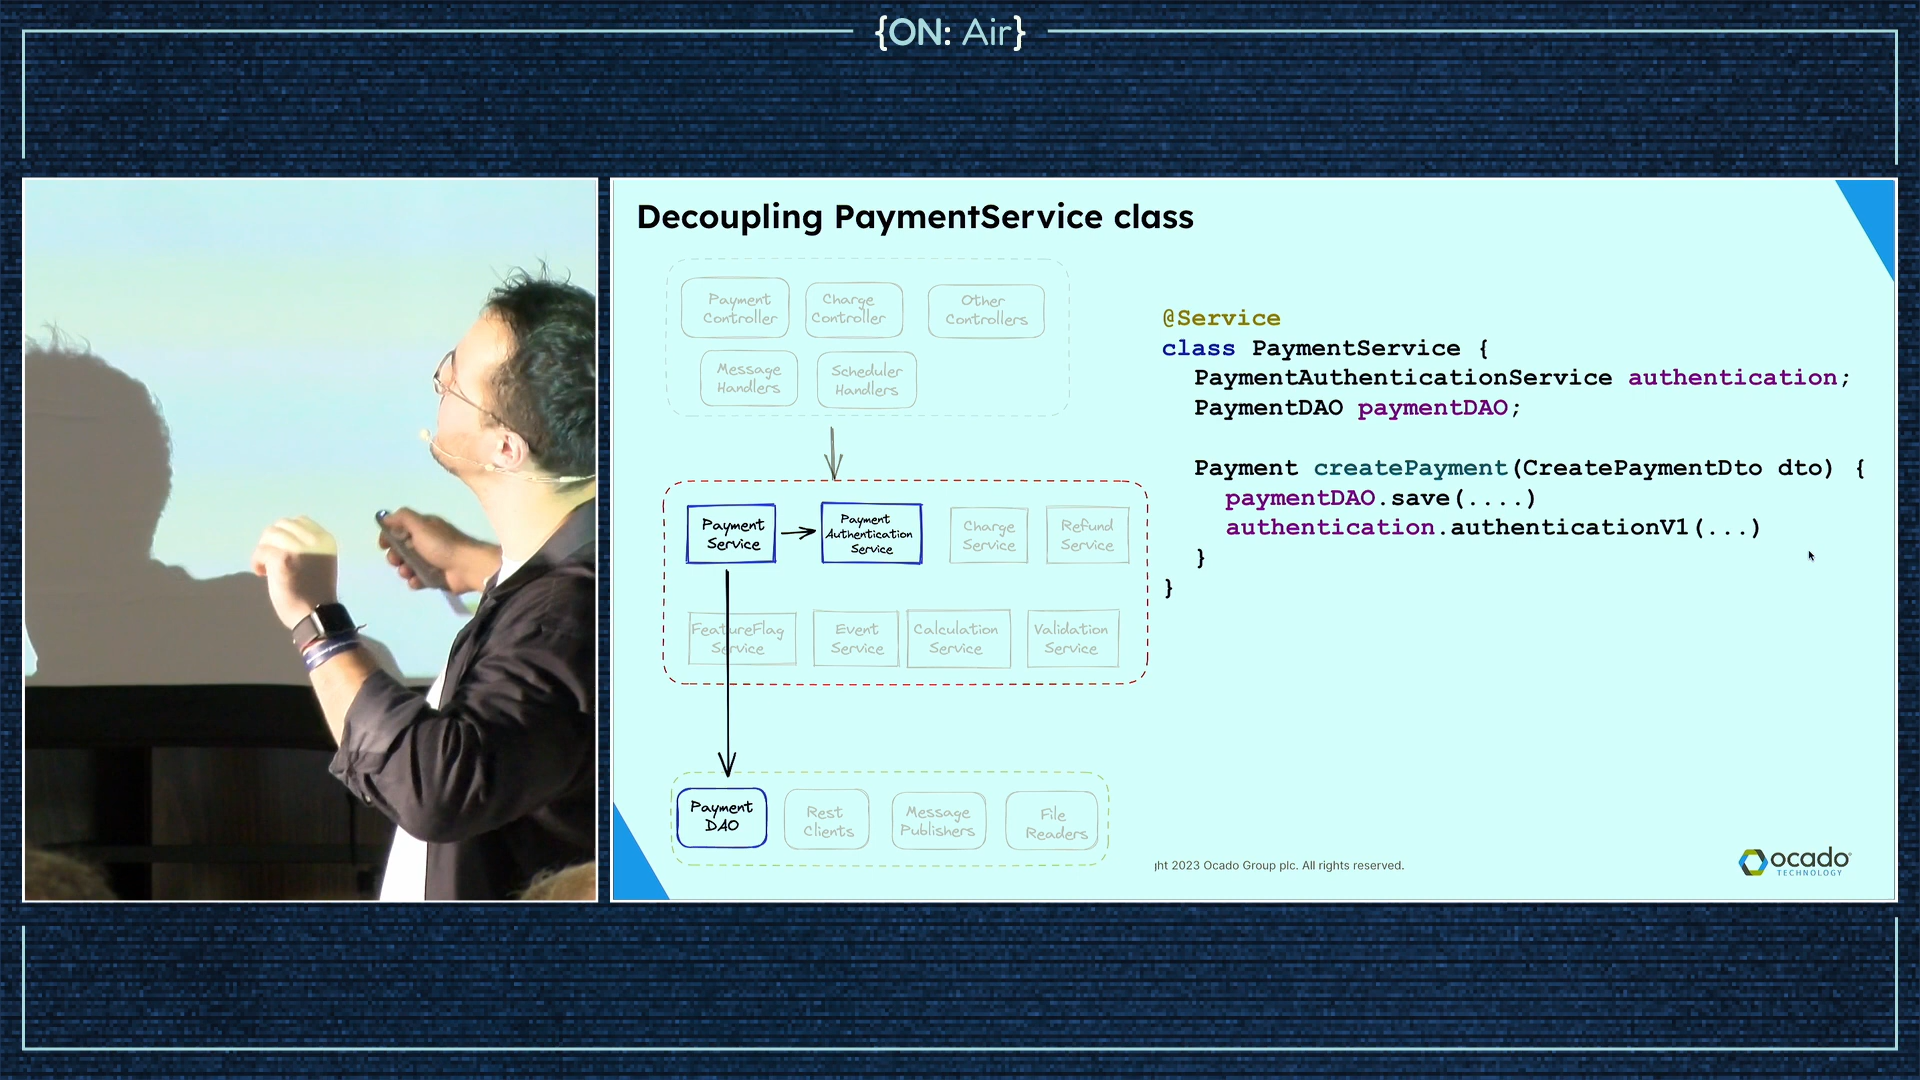 {ON: Air}
Decoupling PaymentService class
Payment
Controller
Charge
Controller
Other
Controllers
Message
Handlers
Scheduler
Handlers
Payment
Service
Payment
Authentication
Service
Charge
Service
Refund
Service
FeatureFlag
Service
Event
Service
Calculation
Service
Validation
Service
Payment
DAO
Rest
Clients
Message
Publishers
File
Readers
@Service
class PaymentService {
PaymentAuthenticationService authentication;
PaymentDAO paymentDAO;
Payment createPayment(CreatePaymentDto dto) {
paymentDAO.save(....)
authentication.authenticationV1(...)
}
}
ght 2023 Ocado Group plc. All rights reserved.
ocado
TECHNOLOGY